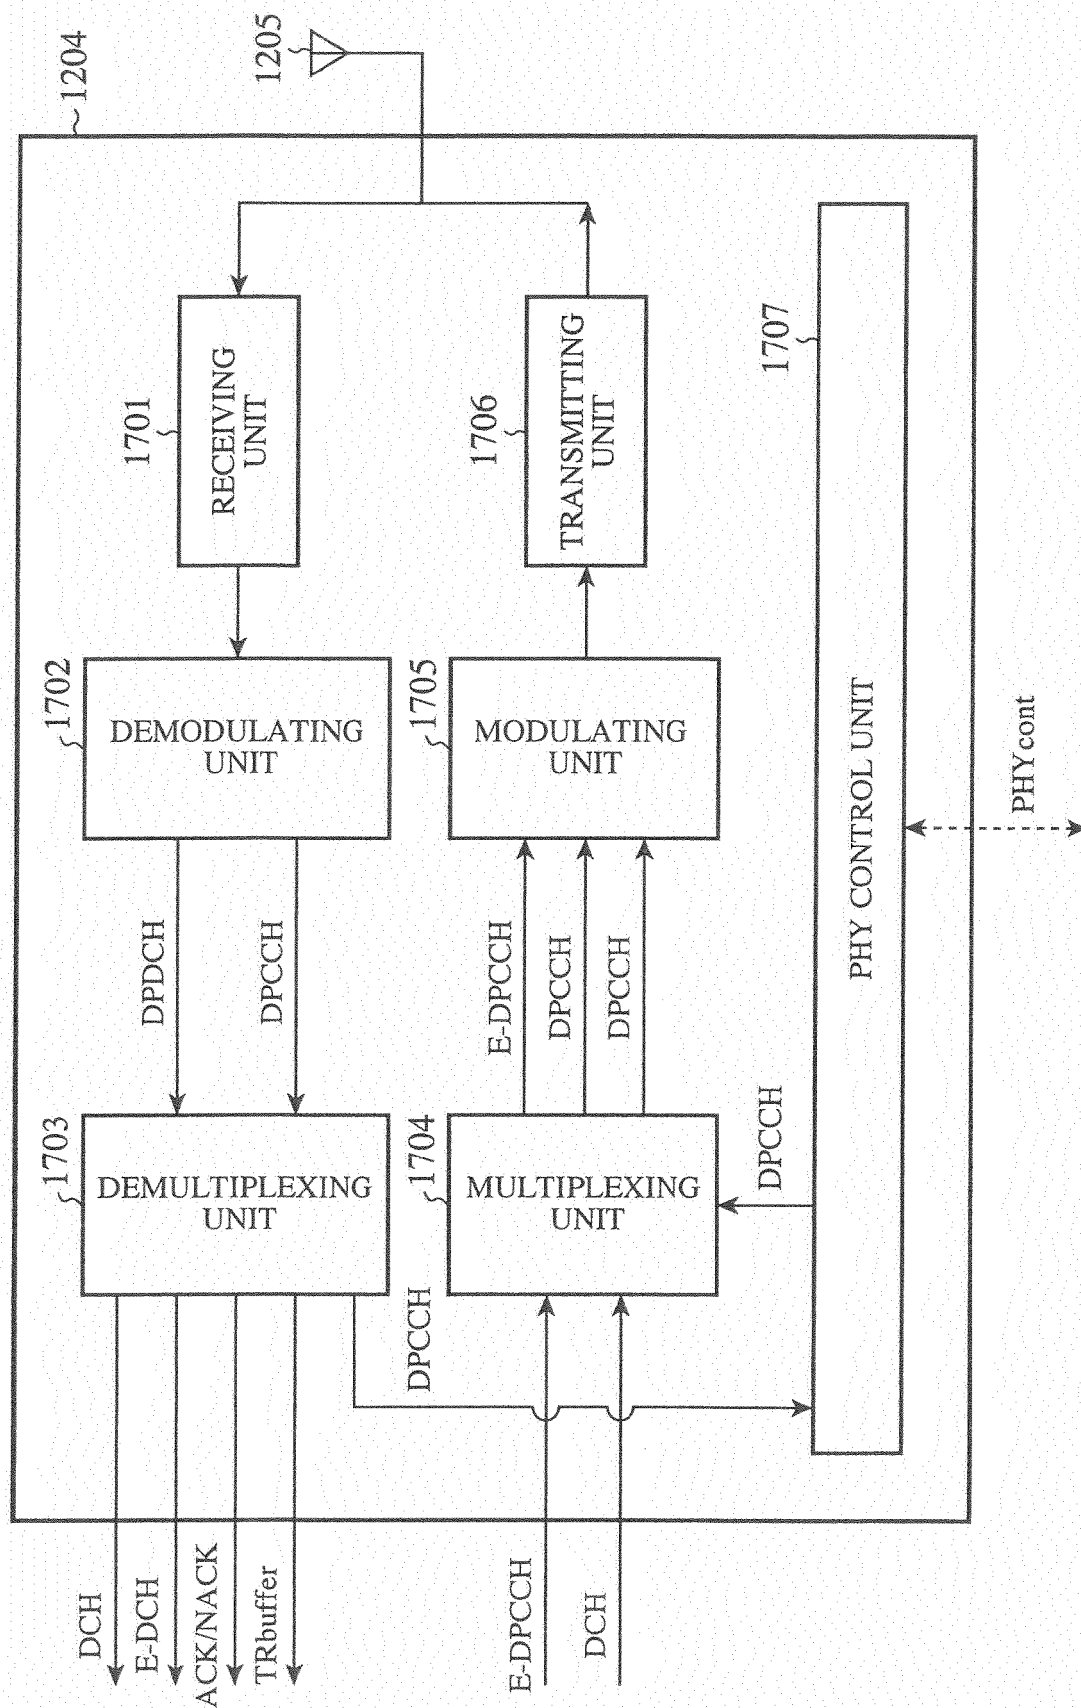 1204
1205
1701
RECEIVING
UNIT
1702
DEMODULATING
UNIT
DPDCH
DPCCH
1703
DEMULTIPLEXING
UNIT
DCH
E-DCH
ACK/NACK
TRbuffer
DPCCH
1706
TRANSMITTING
UNIT
1705
MODULATING
UNIT
E-DPCCH
DPCCH
DPCCH
1704
MULTIPLEXING
UNIT
DPCCH
E-DPCCH
DCH
1707
PHY CONTROL UNIT
PHYcont